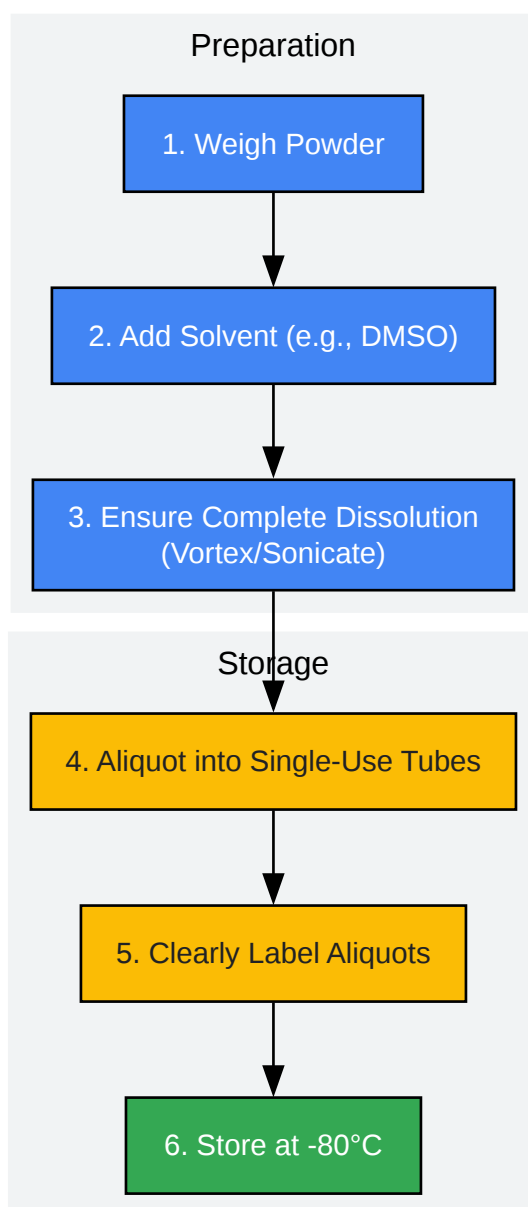 Preparation
1. Weigh Powder
2. Add Solvent (e.g., DMSO)
3. Ensure Complete Dissolution
(Vortex/Sonicate)
Storage
4. Aliquot into Single-Use Tubes
5. Clearly Label Aliquots
6. Store at -80°C